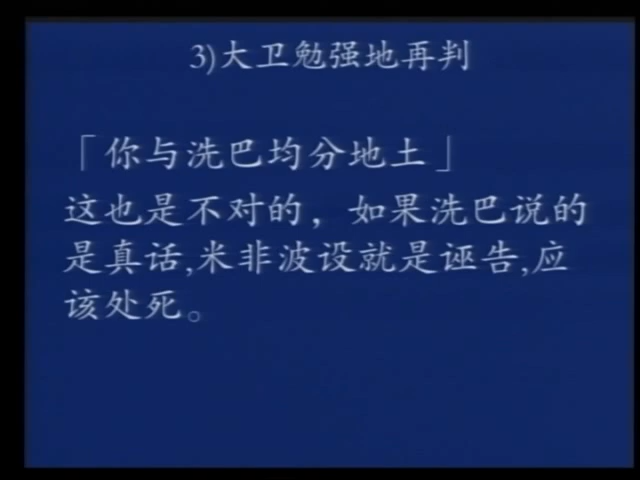 3)大卫勉强地再判
「你与洗巴均分地土」
这也是不对的，如果洗巴说的
是真话,米非波设就是诬告,应
该处死。